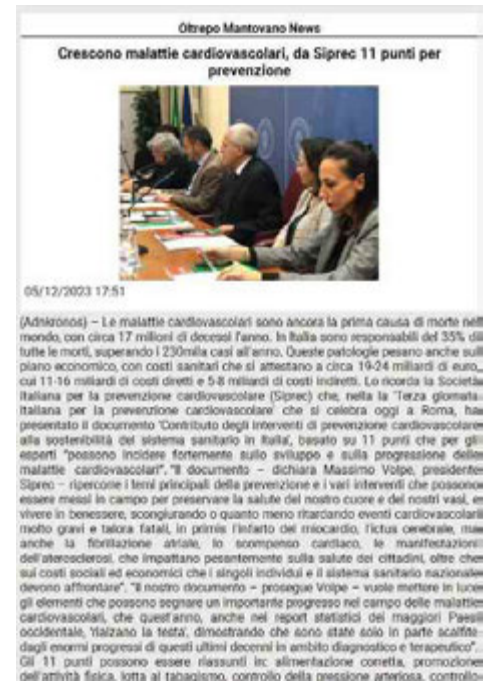 Oltrepo Mantovano News
Crescono malattie cardiovascolari, da Siprec 11 punti per
prevenzione
05/12/2023 17:51
(Adnkronos) – Le malattie cardiovascolari sono ancora la prima causa di morte nel
mondo, con circa 17 milioni di decessi l'anno. In Italia sono responsabili del 35% di
tutte le morti, superando i 230mila casi all'anno. Queste patologie pesano anche sul
piano economico, con costi sanitari che si attestano a circa 19-24 miliardi di euro,
cui 11-16 miliardi di costi diretti e 5-8 miliardi di costi indiretti. Lo ricorda la Società
italiana per la prevenzione cardiovascolare (Siprec) che, nella la 'Terza giornata
italiana per la prevenzione cardiovascolare' che si celebra oggi a Roma, ha
presentato il documento 'Contributo degli interventi di prevenzione cardiovascolare
alla sostenibilità del sistema sanitario in Italia', basato su 11 punti che per gli
esperti "possono incidere fortemente sullo sviluppo e sulla progressione delle
malattie cardiovascolari". "Il documento – dichiara Massimo Volpe, presidente
Siprec – ripercorre i temi principali della prevenzione e i vari interventi che possono
essere messi in campo per preservare la salute del nostro cuore e dei nostri vasi, e
vivere in benessere, scongiurando o quanto meno ritardando eventi cardiovascolari
molto gravi e talora fatali, in primis l'infarto del miocardio, l'ictus cerebrale, ma
anche la fibrillazione atriale, lo scompenso cardiaco, le manifestazioni
dell'aterosclerosi, che impattano pesantemente sulla salute dei cittadini, oltre che
sui costi sociali ed economici che i singoli individui e il sistema sanitario nazionale
devono affrontare". "Il nostro documento – prosegue Volpe – vuole mettere in luce
gli elementi che possono segnare un importante progresso nel campo delle malattie
cardiovascolari, che quest'anno, anche nei report statistici dei maggiori Paesi
occidentale, 'rialzano la testa', dimostrando che sono state solo in parte scalfite
dagli enormi progressi di questi ultimi decenni in ambito diagnostico e terapeutico".
Gli 11 punti possono essere riassunti in: alimentazione corretta, promozione
dell'attività fisica, lotta al tabagismo, controllo della pressione arteriosa, controllo